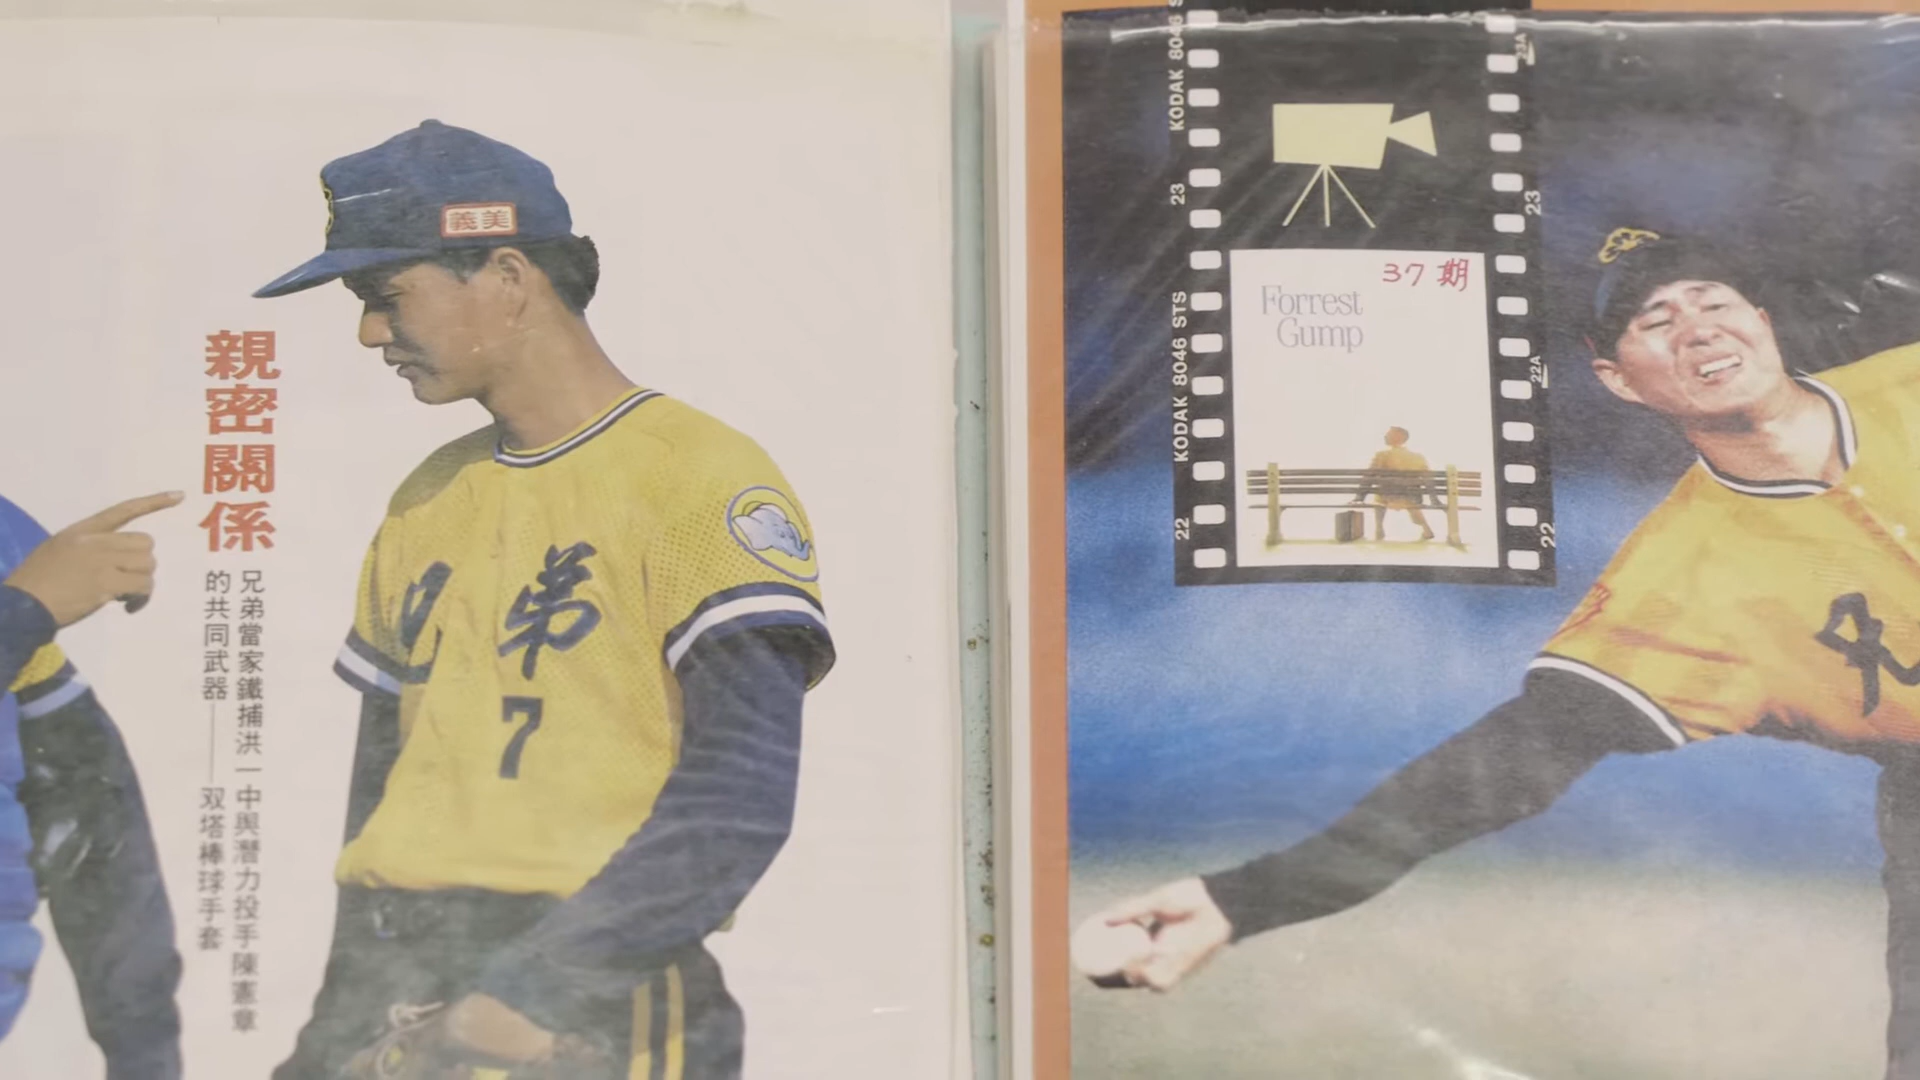 義美
親密關係
兄弟當家鐵捕洪一中與潛力投手陳憲章
的共同武器——双塔棒球手套
兄弟
7
KODAK 8046 S
23A
23
23
37期
Forrest
Gump
KODAK 8046 STS
22A
22
22
兄